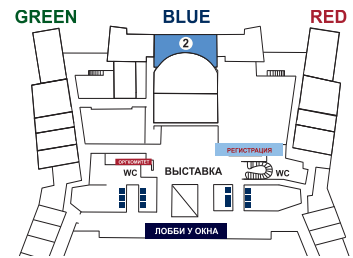 GREEN BLUE RED
2
РЕГИСТРАЦИЯ
ОРГКОМИТЕТ
WC ВЫСТАВКА WC
ЛОББИ У ОКНА